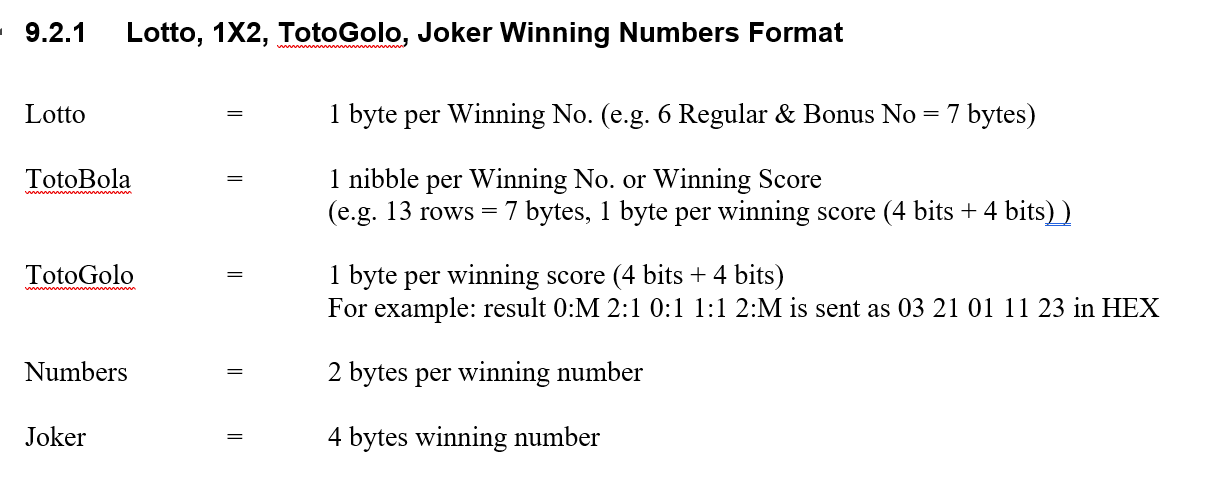 9.2.1 Lotto, 1X2, TotoGolo, Joker Winning Numbers Format
Lotto = 1 byte per Winning No. (e.g. 6 Regular & Bonus No = 7 bytes)
TotoBola = 1 nibble per Winning No. or Winning Score
(e.g. 13 rows = 7 bytes, 1 byte per winning score (4 bits + 4 bits) )
TotoGolo = 1 byte per winning score (4 bits + 4 bits)
For example: result 0:M 2:1 0:1 1:1 2:M is sent as 03 21 01 11 23 in HEX
Numbers = 2 bytes per winning number
Joker = 4 bytes winning number